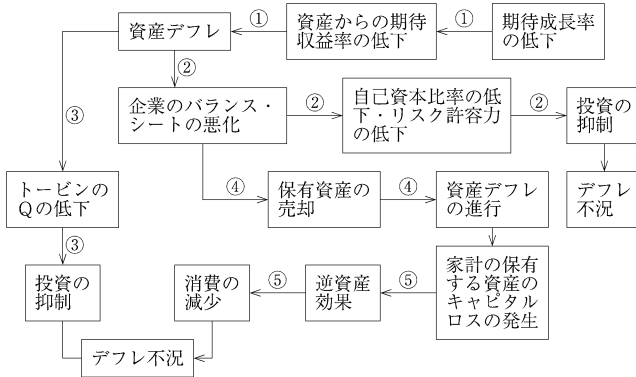 資産デフレ
①
資産からの期待
収益率の低下
①
期待成長率
の低下
②
③
企業のバランス・
シートの悪化
②
自己資本比率の低
下・リスク許容力
の低下
②
投資の
抑制
トービンの
Qの低下
④
保有資産の
売却
④
資産デフレ
の進行
デフレ
不況
③
投資の
抑制
消費の
減少
⑤
逆資産
効果
⑤
家計の保有
する資産の
キャピタル
ロスの発生
デフレ不況